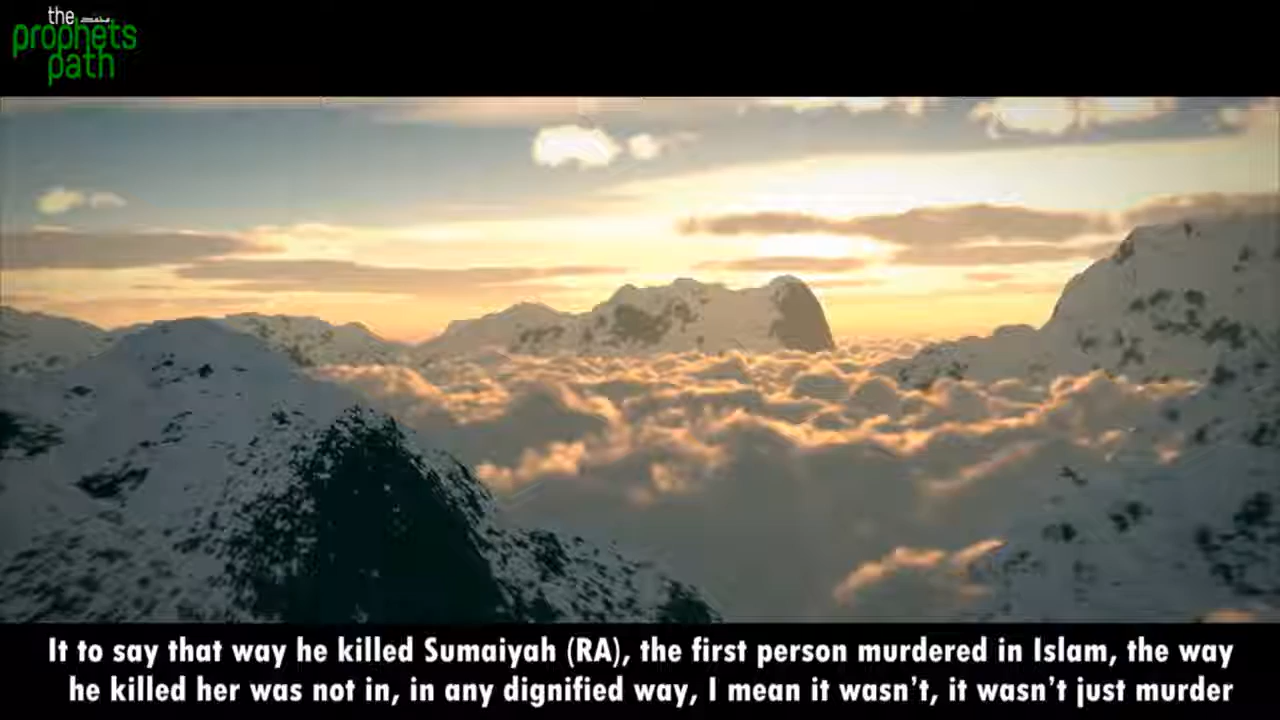 the
prophets
path
It to say that way he killed Sumaiyah (RA), the first person murdered in Islam, the way
he killed her was not in, in any dignified way, I mean it wasn’t, it wasn’t just murder